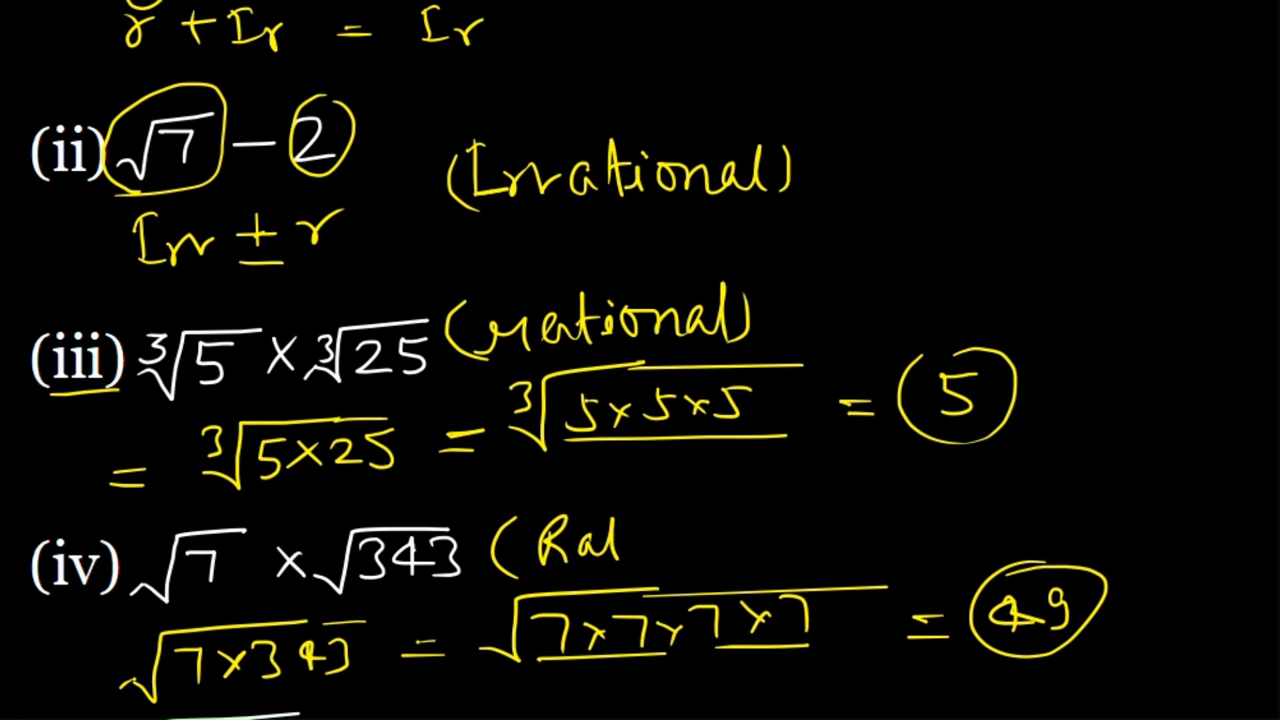 r + Ir = Ir
(ii) √7 − 2 (Irrational)
Irr ± r
(iii) ∛5 × ∛25 (rational)
= ∛5×25 = ∛5×5×5 = 5
(iv) √7 × √343 (Rat
√7×343 = √7×7×7×7 = 49